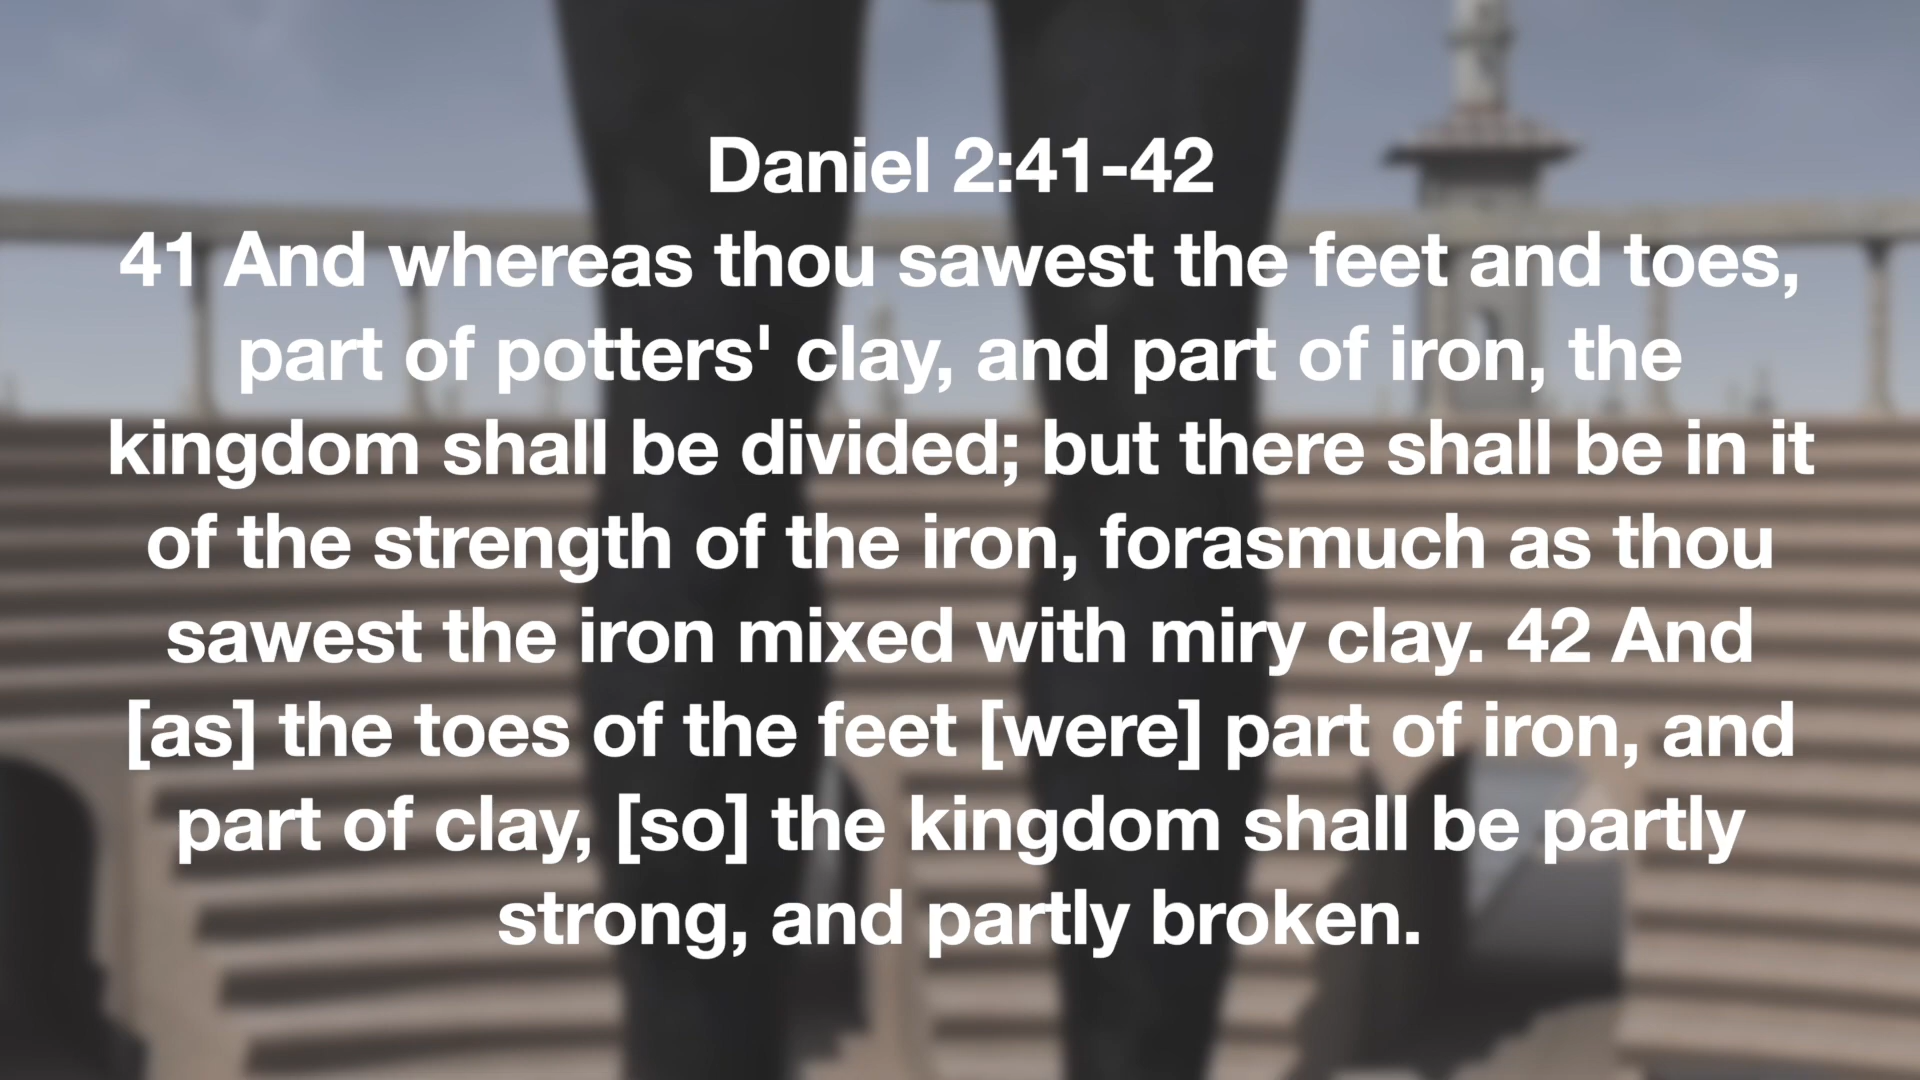 Daniel 2:41-42
41 And whereas thou sawest the feet and toes,
part of potters' clay, and part of iron, the
kingdom shall be divided; but there shall be in it
of the strength of the iron, forasmuch as thou
sawest the iron mixed with miry clay. 42 And
[as] the toes of the feet [were] part of iron, and
part of clay, [so] the kingdom shall be partly
strong, and partly broken.